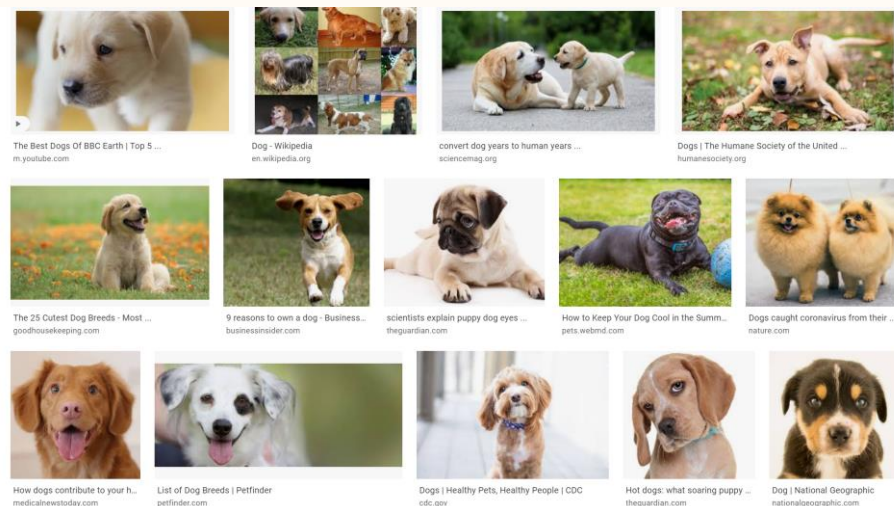 The Best Dogs Of BBC Earth | Top 5 ...
m.youtube.com
Dog - Wikipedia
en.wikipedia.org
convert dog years to human years ...
sciencemag.org
Dogs | The Humane Society of the United ...
humanesociety.org
The 25 Cutest Dog Breeds - Most ...
goodhousekeeping.com
9 reasons to own a dog - Business...
businessinsider.com
scientists explain puppy dog eyes ...
theguardian.com
How to Keep Your Dog Cool in the Summ...
pets.webmd.com
Dogs caught coronavirus from their ...
nature.com
How dogs contribute to your h...
medicalnewstoday.com
List of Dog Breeds | Petfinder
petfinder.com
Dogs | Healthy Pets, Healthy People | CDC
cdc.gov
Hot dogs: what soaring puppy ...
theguardian.com
Dog | National Geographic
nationalgeographic.com